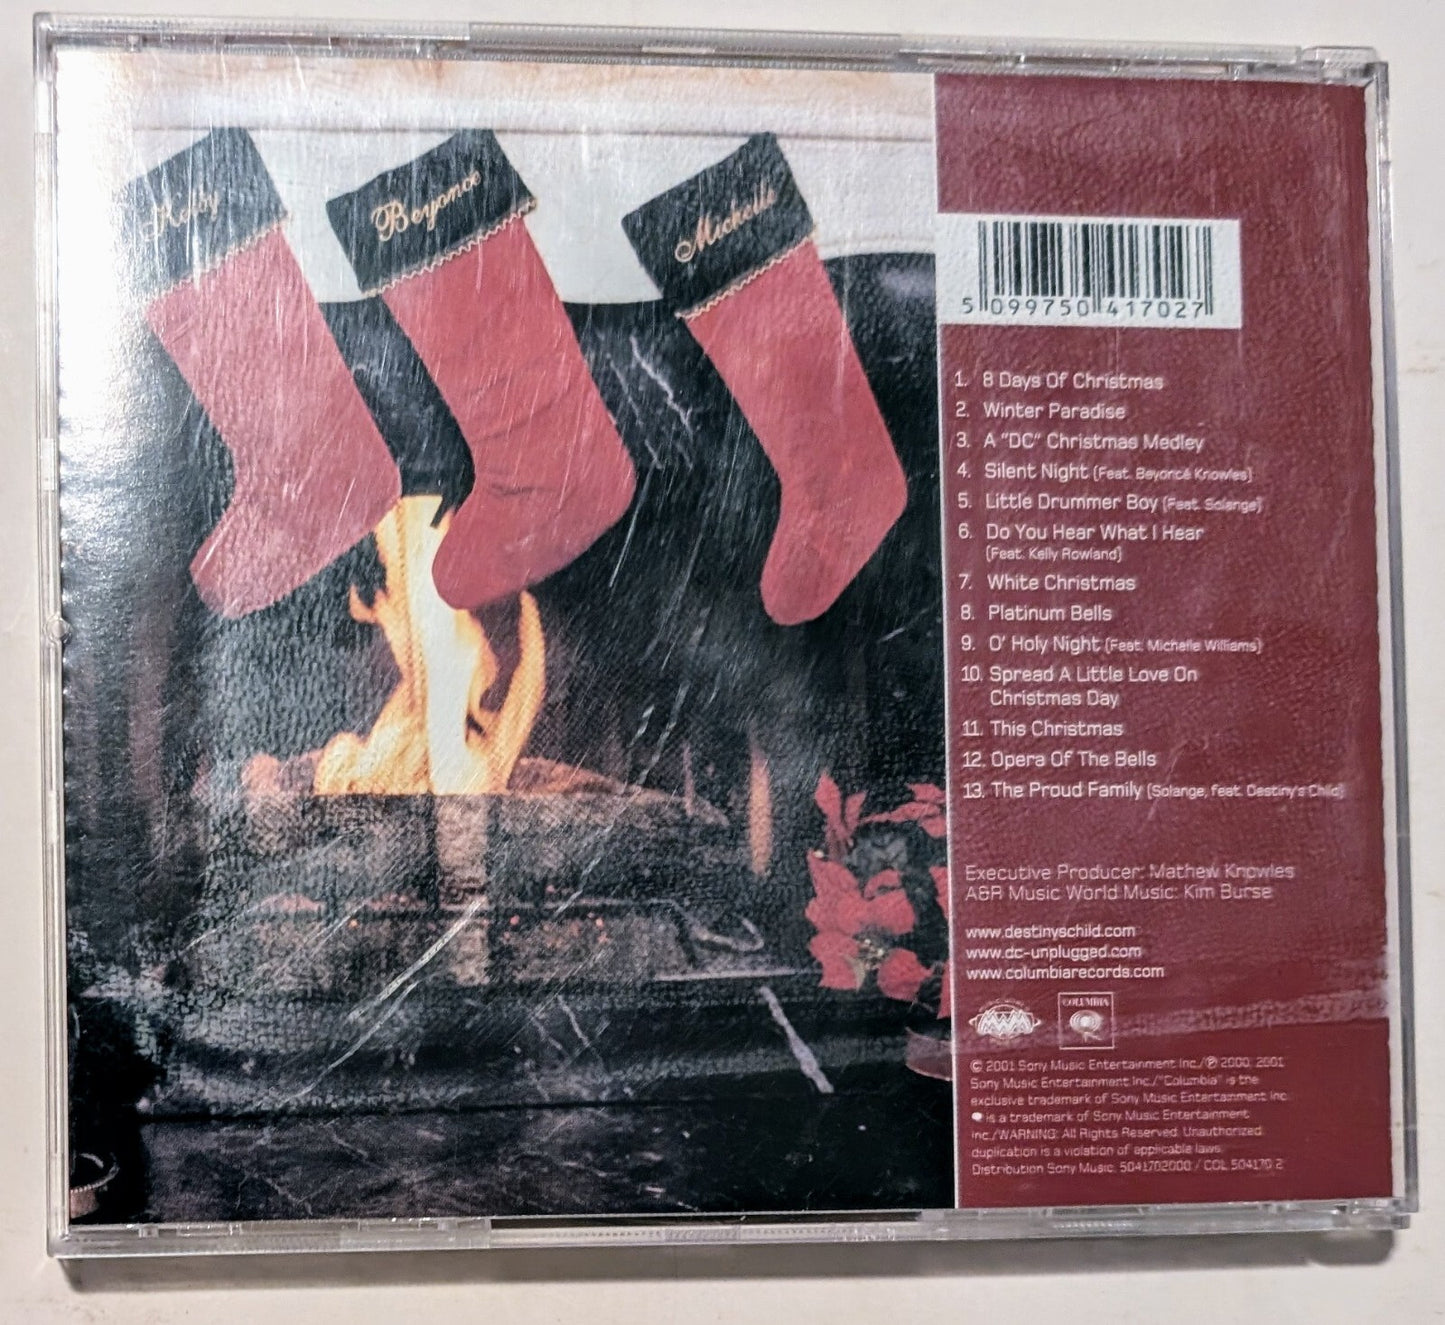 Kelly
Beyonce
Michelle
5 099750 417027
1. 8 Days Of Christmas
2. Winter Paradise
3. A "DC" Christmas Medley
4. Silent Night (Feat. Beyoncé Knowles)
5. Little Drummer Boy (Feat. Solange)
6. Do You Hear What I Hear
(Feat. Kelly Rowland)
7. White Christmas
8. Platinum Bells
9. O' Holy Night (Feat. Michelle Williams)
10. Spread A Little Love On
Christmas Day
11. This Christmas
12. Opera Of The Bells
13. The Proud Family (Solange, feat. Destiny's Child)
Executive Producer: Mathew Knowles
A&R Music World Music: Kim Burse
www.destinyschild.com
www.dc-unplugged.com
www.columbiarecords.com
COLUMBIA
© 2001 Sony Music Entertainment Inc./℗ 2000, 2001
Sony Music Entertainment Inc./"Columbia" is the
exclusive trademark of Sony Music Entertainment Inc.
is a trademark of Sony Music Entertainment
Inc./WARNING: All Rights Reserved. Unauthorized
duplication is a violation of applicable laws.
Distribution Sony Music. 5041702000 / COL 504170 2